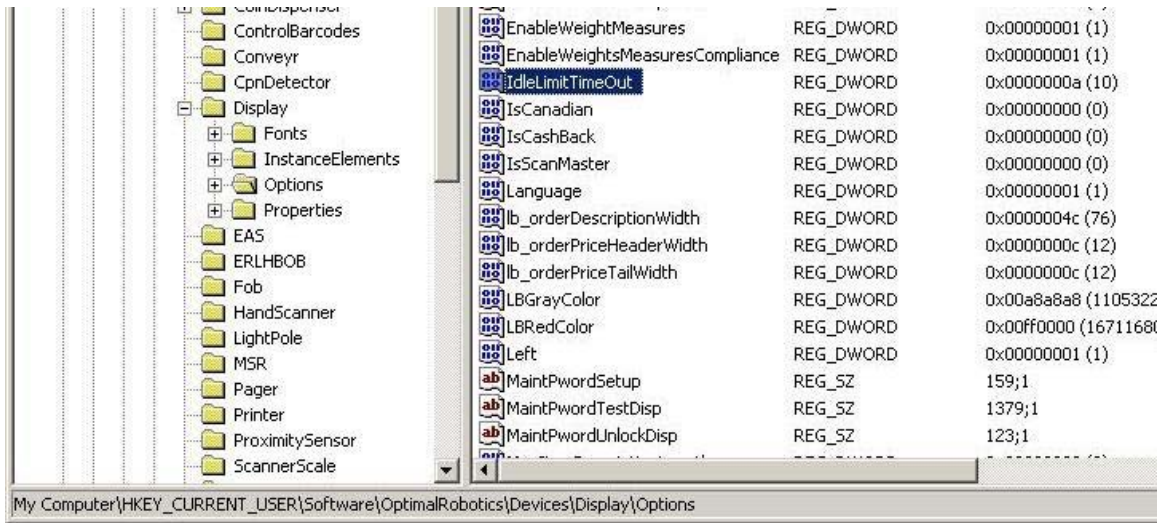 ControlBarcodes
Conveyr
CpnDetector
Display
Fonts
InstanceElements
Options
Properties
EAS
ERLHBOB
Fob
HandScanner
LightPole
MSR
Pager
Printer
ProximitySensor
ScannerScale
EnableWeightMeasures REG_DWORD 0x00000001 (1)
EnableWeightsMeasuresCompliance REG_DWORD 0x00000001 (1)
IdleLimitTimeOut REG_DWORD 0x0000000a (10)
IsCanadian REG_DWORD 0x00000000 (0)
IsCashBack REG_DWORD 0x00000000 (0)
IsScanMaster REG_DWORD 0x00000000 (0)
Language REG_DWORD 0x00000001 (1)
lb_orderDescriptionWidth REG_DWORD 0x0000004c (76)
lb_orderPriceHeaderWidth REG_DWORD 0x0000000c (12)
lb_orderPriceTailWidth REG_DWORD 0x0000000c (12)
LBGrayColor REG_DWORD 0x00a8a8a8 (1105322
LBRedColor REG_DWORD 0x00ff0000 (16711680
Left REG_DWORD 0x00000001 (1)
MaintPwordSetup REG_SZ 159;1
MaintPwordTestDisp REG_SZ 1379;1
MaintPwordUnlockDisp REG_SZ 123;1
My Computer\HKEY_CURRENT_USER\Software\OptimalRobotics\Devices\Display\Options